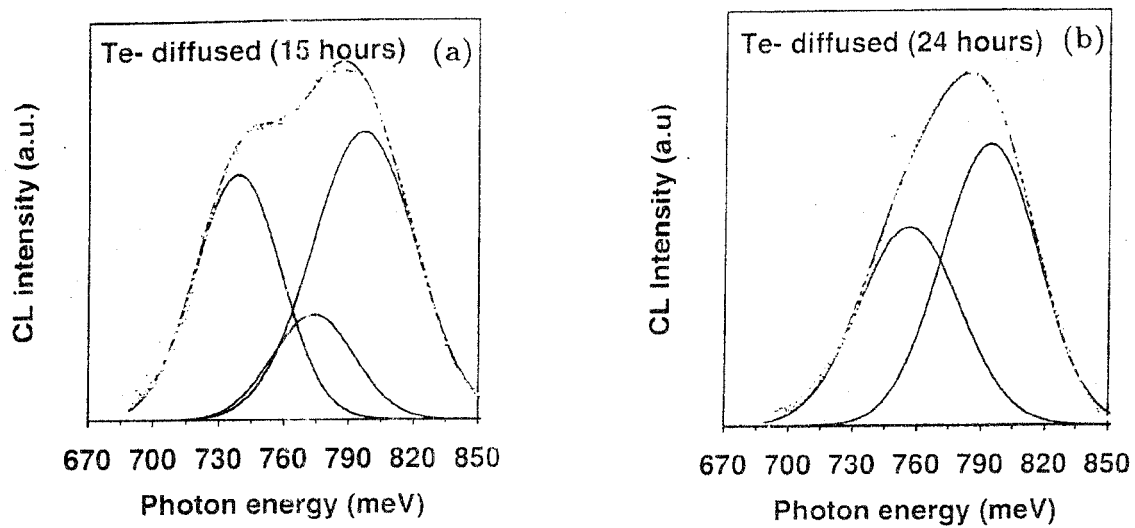 Te- diffused (15 hours) (a)
CL intensity (a.u.)
670 700 730 760 790 820 850
Photon energy (meV)
Te- diffused (24 hours) (b)
CL Intensity (a.u)
670 700 730 760 790 820 850
Photon energy (meV)